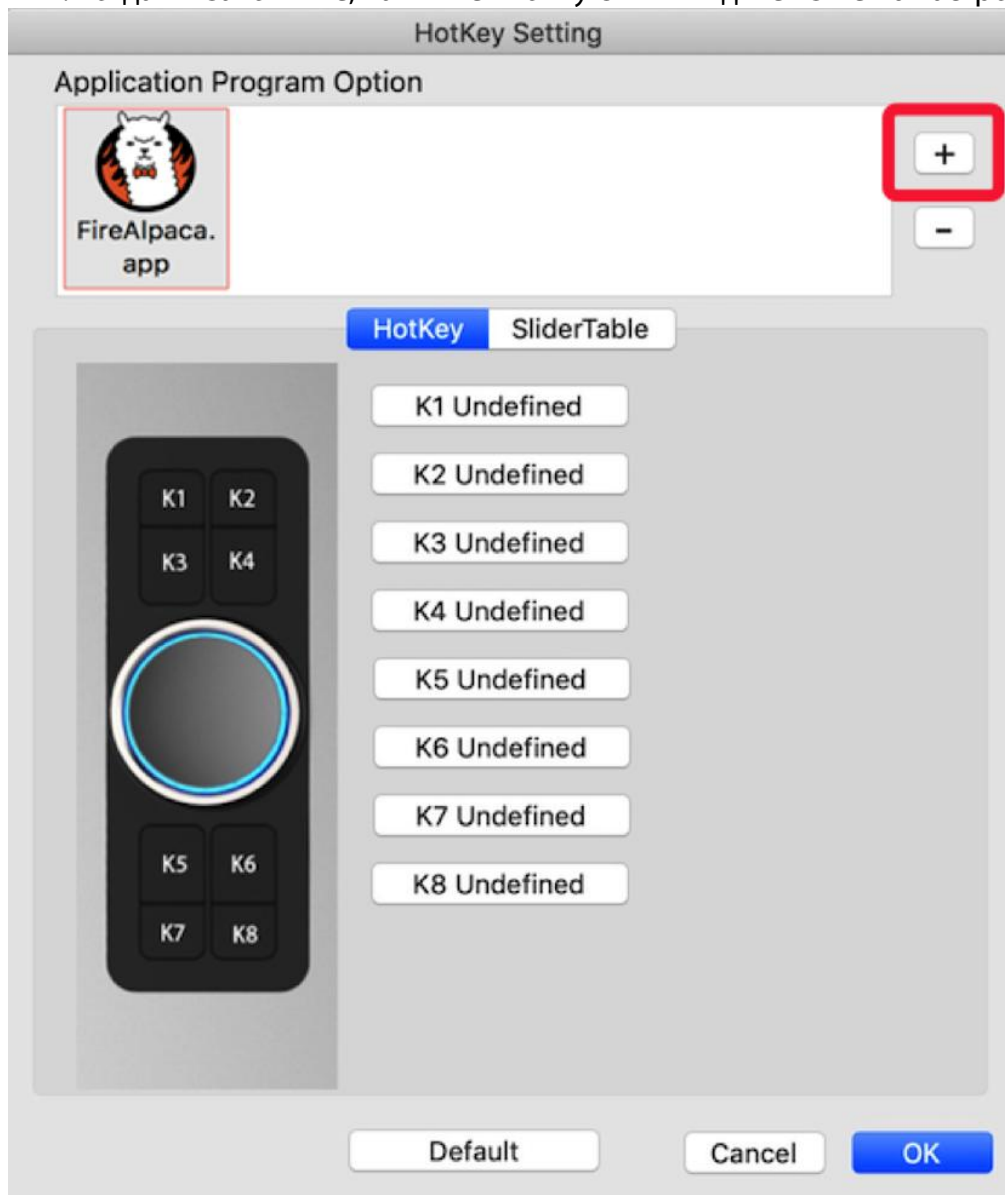 HotKey Setting
Application Program Option
+
FireAlpaca.
app
-
HotKey SliderTable
K1 Undefined
K2 Undefined
K1 K2
K3 Undefined
K3 K4
K4 Undefined
K5 Undefined
K6 Undefined
K7 Undefined
K5 K6
K8 Undefined
K7 K8
Default Cancel OK